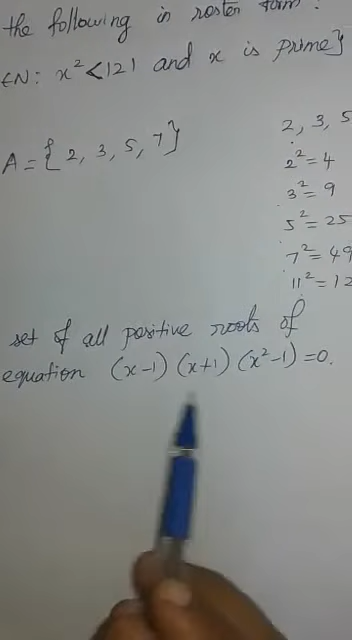 the following in roster form:
∈N: x² < 121 and x is prime}
A = { 2, 3, 5, 7 }
2, 3, 5
2² = 4
3² = 9
5² = 25
7² = 49
11² = 12
set of all positive roots of
equation (x-1) (x+1) (x²-1) = 0.